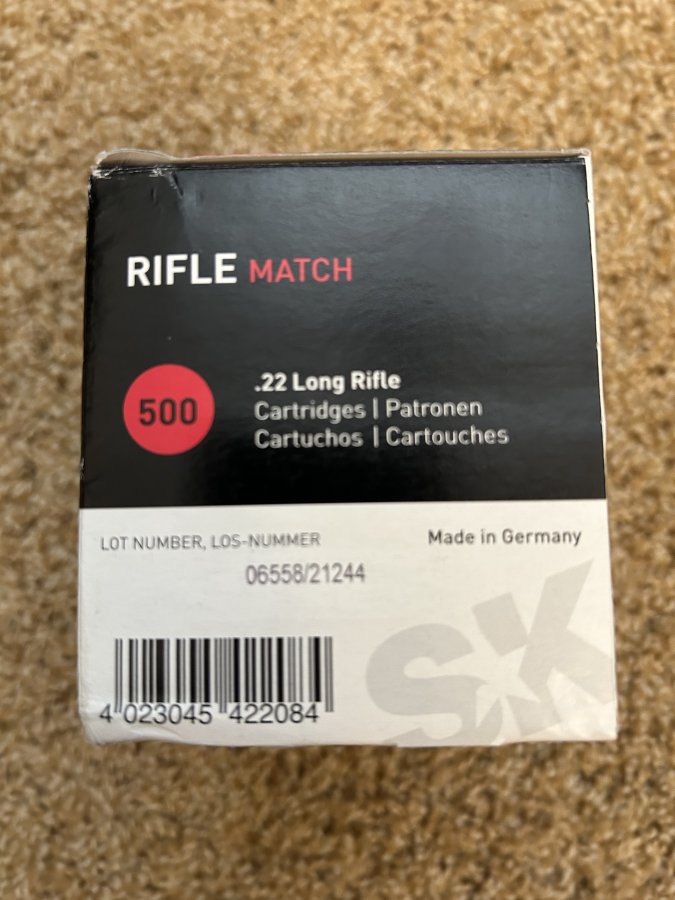 RIFLE MATCH
500
.22 Long Rifle
Cartridges | Patronen
Cartuchos | Cartouches
LOT NUMBER, LOS-NUMMER
Made in Germany
06558/21244
SK
4 023045 422084